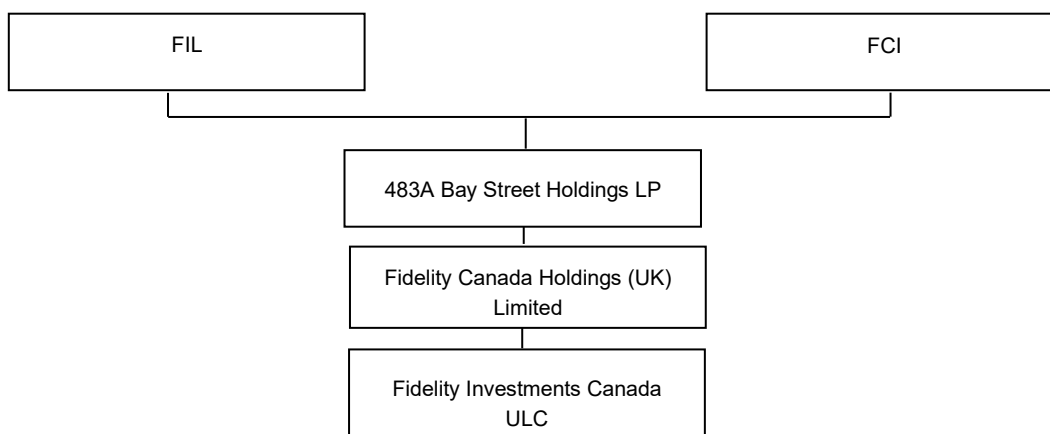 FIL
FCI
483A Bay Street Holdings LP
Fidelity Canada Holdings (UK)
Limited
Fidelity Investments Canada
ULC